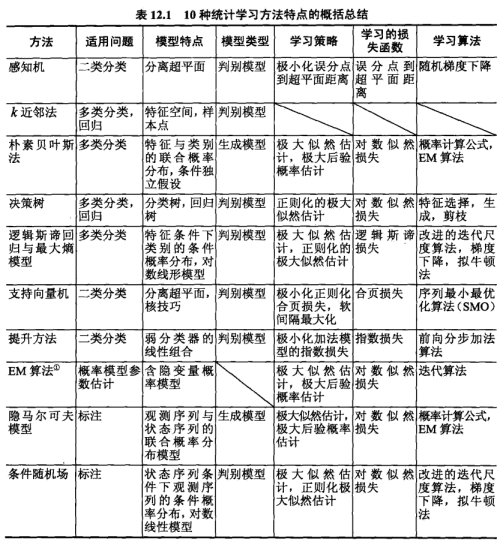 表 12.1 10 种统计学习方法特点的概括总结
方法 适用问题 模型特点 模型类型 学习策略 学习的损失函数 学习算法
感知机 二类分类 分离超平面 判别模型 极小化误分点到超平面距离 误分点到超平面距离 随机梯度下降
k 近邻法 多类分类，回归 特征空间，样本点 判别模型
朴素贝叶斯法 多类分类 特征与类别的联合概率分布，条件独立假设 生成模型 极大似然估计，极大后验概率估计 对数似然损失 概率计算公式，EM 算法
决策树 多类分类，回归 分类树，回归树 判别模型 正则化的极大似然估计 对数似然损失 特征选择，生成，剪枝
逻辑斯谛回归与最大熵模型 多类分类 特征条件下类别的条件概率分布，对数线形模型 判别模型 极大似然估计，正则化的极大似然估计 逻辑斯谛损失 改进的迭代尺度算法，梯度下降，拟牛顿法
支持向量机 二类分类 分离超平面，核技巧 判别模型 极小化正则化合页损失，软间隔最大化 合页损失 序列最小最优化算法（SMO）
提升方法 二类分类 弱分类器的线性组合 判别模型 极小化加法模型的指数损失 指数损失 前向分步加法算法
EM 算法① 概率模型参数估计 含隐变量概率模型 极大似然估计，极大后验概率估计 对数似然损失 迭代算法
隐马尔可夫模型 标注 观测序列与状态序列的联合概率分布模型 生成模型 极大似然估计，极大后验概率估计 对数似然损失 概率计算公式，EM 算法
条件随机场 标注 状态序列条件下观测序列的条件概率分布，对数线性模型 判别模型 极大似然估计，正则化极大似然估计 对数似然损失 改进的迭代尺度算法，梯度下降，拟牛顿法